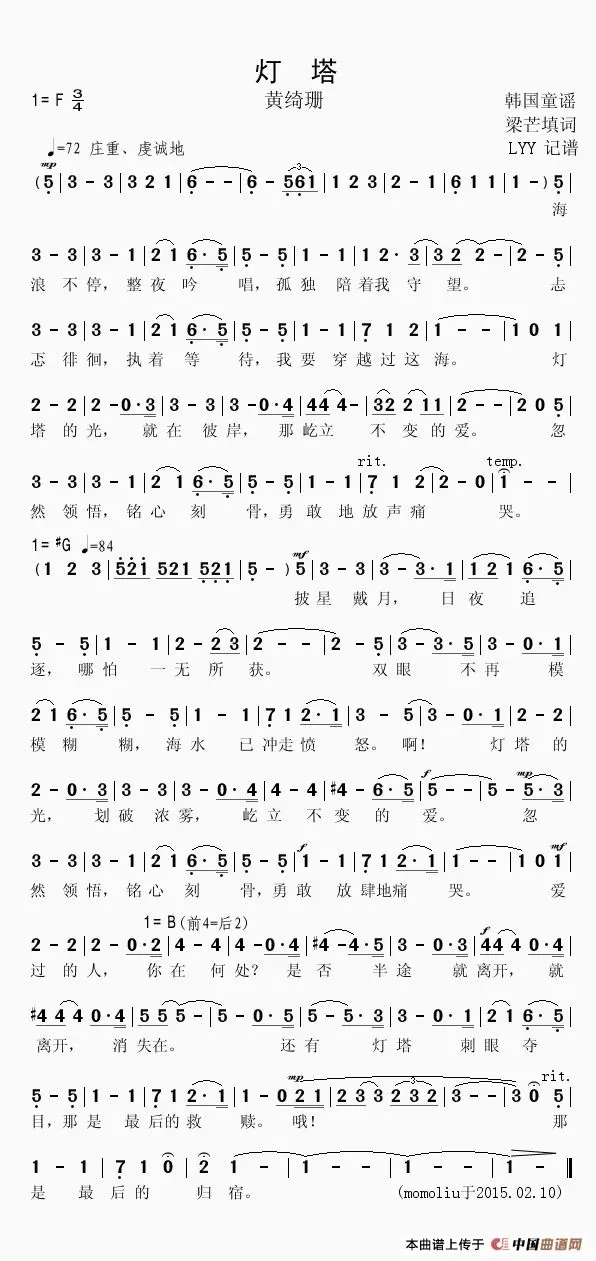 灯 塔
1= F 3/4 黄绮珊 韩国童谣
梁芒填词
♩=72 庄重、虔诚地 LYY 记谱
mp
( 5 | 3 - 3 | 3 2 1 | 6 - - | 6 - 561 | 1 2 3 | 2 - 1 | 6 1 1 | 1 - ) 5 |
海
3 - 3 | 3 - 1 | 2 1 6· 5 | 5 - 5 | 1 - 1 | 1 2· 3 | 32 2 - | 2 - 5 |
浪 不 停， 整 夜 吟 唱， 孤 独 陪 着我 守 望。 忐
3 - 3 | 3 - 1 | 2 1 6· 5 | 5 - 5 | 1 - 1 | 7 1 2 | 1 - - | 1 0 1 |
忑 徘 徊， 执 着 等 待， 我 要 穿 越 过 这 海。 灯
2 - 2 | 2 -0·3 | 3 - 3 | 3 -0·4 | 44 4- | 32 2 11 | 2 - - | 2 0 5 |
塔 的 光， 就 在 彼 岸， 那 屹立 不 变 的 爱。 忽
rit. temp.
3 - 3 | 3 - 1 | 2 1 6· 5 | 5 - 5 | 1 - 1 | 7 1 2 | 2 - 0 | 1 - - |
然 领 悟， 铭 心 刻 骨， 勇 敢 地 放 声 痛 哭。
1= #G ♩=84
mf
( 1 2 3 | 521 521 521 | 5 - ) 5 | 3 - 3 | 3 - 3· 1 | 1 2 1 6· 5 |
披 星 戴 月， 日 夜 追
5 - 5 | 1 - 1 | 2 - 2 3 | 2 - - | 2 - 5 | 3 - 3· 5 | 3 - 0· 1 |
逐， 哪 怕 一 无 所 获。 双 眼 不 再 模
2 1 6· 5 | 5 - 5 | 1 - 1 | 7 1 2· 1 | 3 - 5 | 3 - 0· 1 | 2 - 2 |
模 糊 糊， 海 水 已 冲 走 愤 怒。 啊！ 灯 塔 的
f mp
2 - 0· 3 | 3 - 3 | 3 - 0· 4 | 4 - 4 | #4 - 6· 5 | 5 - - | 5 - 5· 3 |
光， 划 破 浓 雾， 屹 立 不 变 的 爱。 忽
f mf
3 - 3 | 3 - 1 | 2 1 6· 5 | 5 - 5 | 1 - 1 | 7 1 2· 1 | 1 - - | 1 0 1 |
然 领 悟， 铭 心 刻 骨， 勇 敢 放 肆地痛 哭。 爱
1= B(前4=后2)
f
2 - 2 | 2 - 0·2 | 4 - 4 | 4 -0·4 | #4 -4·5 | 3 - 0·3 | 44 4 0·4 |
过 的 人， 你 在 何 处？ 是 否 半 途 就 离开， 就
#4 4 4 0·4 | 5 5 5 - | 5 - 0· 5 | 5 - 5· 3 | 3 - 0· 1 | 2 1 6· 5 |
离开， 消 失在。 还 有 灯 塔 刺 眼 夺
mp rit.
5 - 5 | 1 - 1 | 7 1 2· 1 | 1 - 0 2 1 | 2 3 3 2 3 2 | 3 - - | 3 0 5 |
目， 那 是 最 后的 救 赎。 哦！ 那
1 - 1 | 7 1 0 | 2 1 - | 1 - - | 1 - - | 1 - ‖
是 最 后 的 归 宿。 (momoliu于2015.02.10)
本曲谱上传于 中国曲谱网